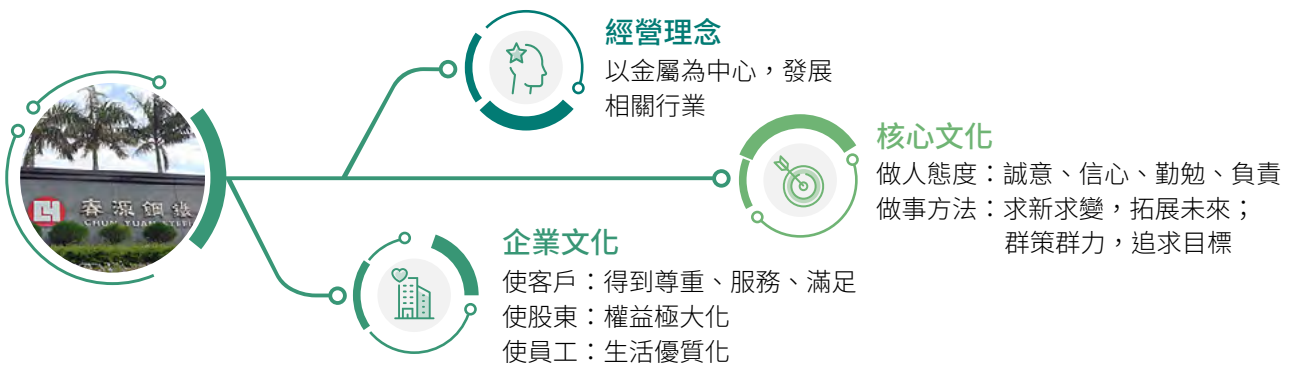 經營理念
以金屬為中心，發展
相關行業
核心文化
做人態度：誠意、信心、勤勉、負責
做事方法：求新求變，拓展未來；
群策群力，追求目標
春源鋼鐵
CHUN YUAN STEEL
企業文化
使客戶：得到尊重、服務、滿足
使股東：權益極大化
使員工：生活優質化